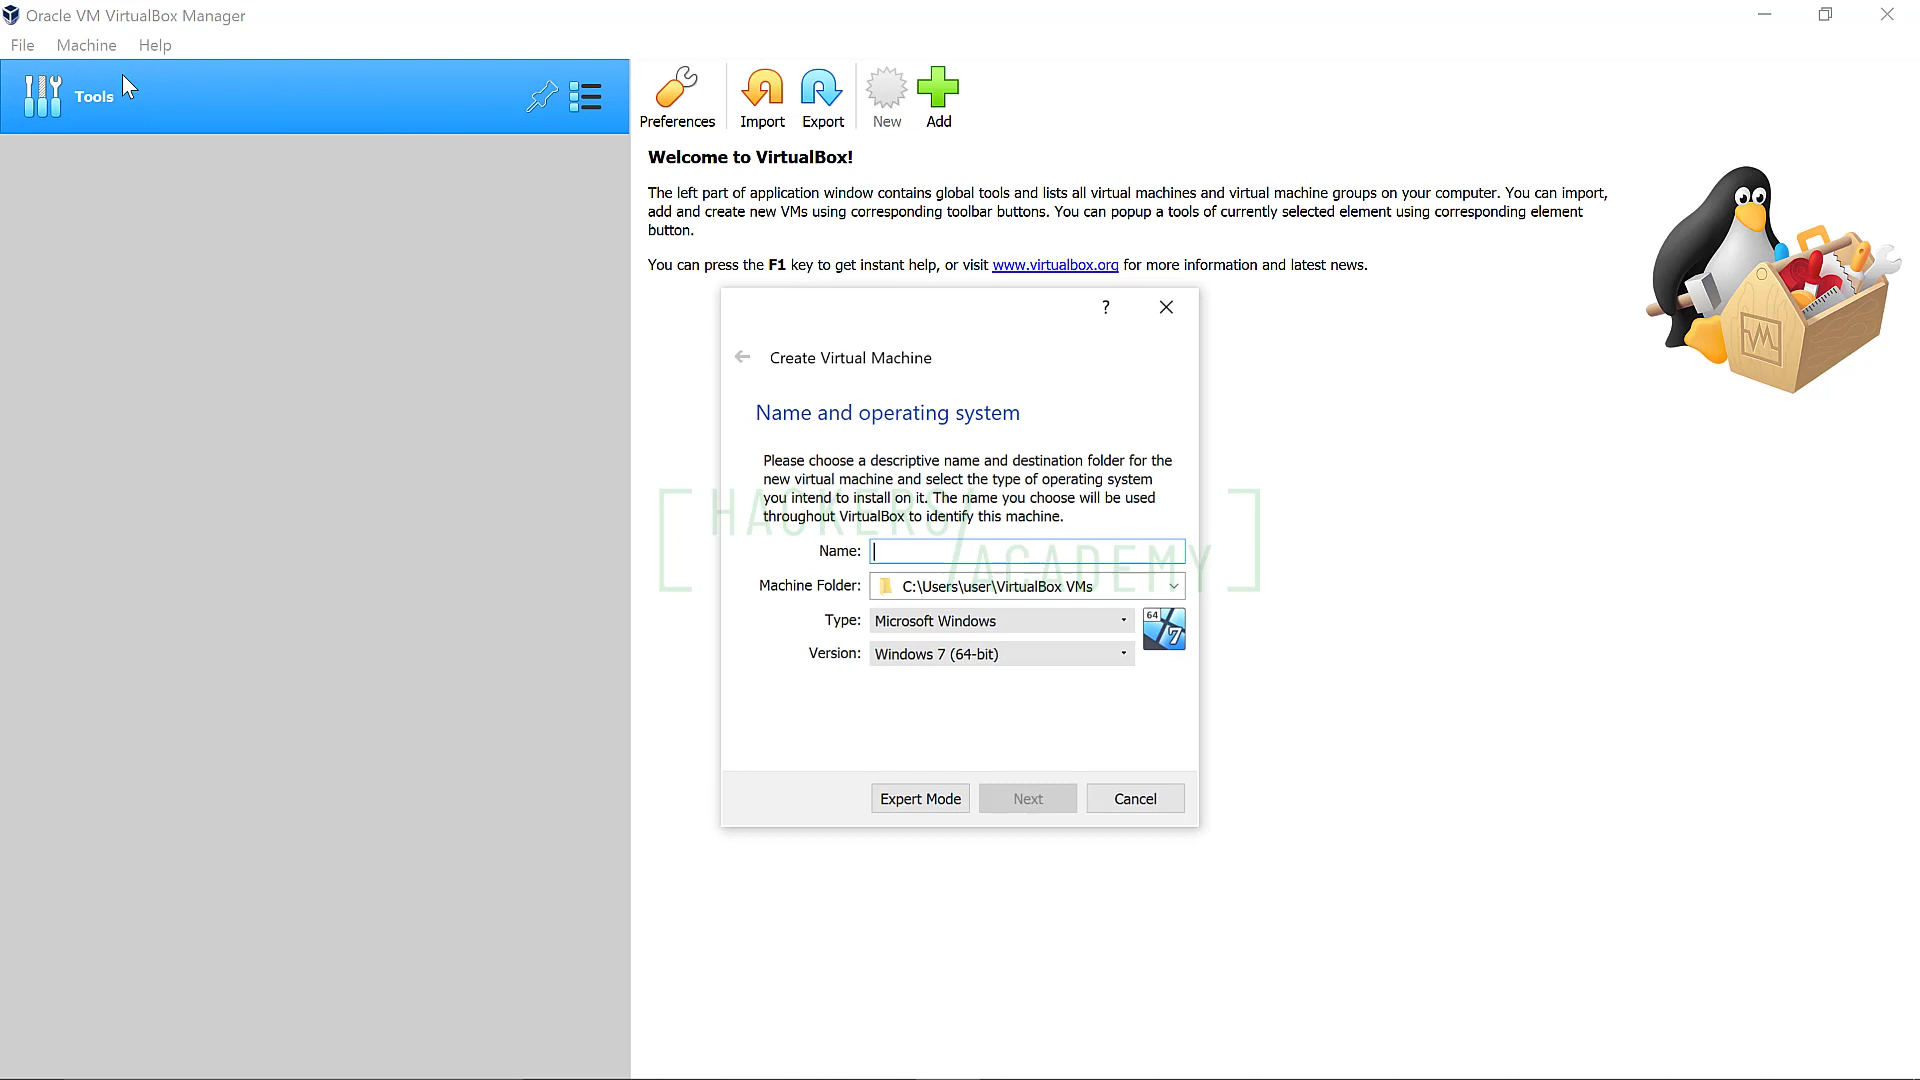 Oracle VM VirtualBox Manager
File Machine Help
Tools
Preferences Import Export New Add
Welcome to VirtualBox!
The left part of application window contains global tools and lists all virtual machines and virtual machine groups on your computer. You can import,
add and create new VMs using corresponding toolbar buttons. You can popup a tools of currently selected element using corresponding element
button.
You can press the F1 key to get instant help, or visit www.virtualbox.org for more information and latest news.
?
Create Virtual Machine
Name and operating system
Please choose a descriptive name and destination folder for the
new virtual machine and select the type of operating system
you intend to install on it. The name you choose will be used
throughout VirtualBox to identify this machine.
[HACKERS/
ACADEMY]
Name:
Machine Folder: C:\Users\user\VirtualBox VMs
Type: Microsoft Windows
64
7
Version: Windows 7 (64-bit)
Expert Mode Next Cancel